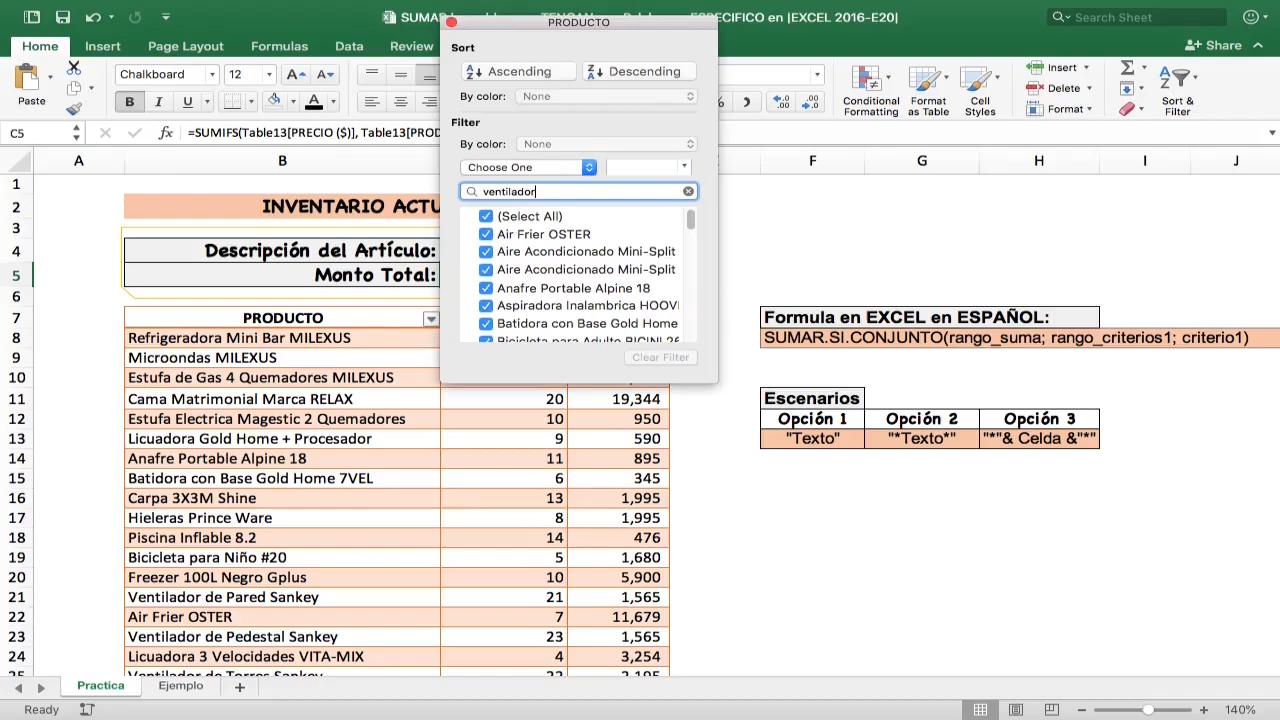 ESPECIFICO en |EXCEL 2016-E20|
Search Sheet
Home Insert Page Layout Formulas Data Review
Share
Paste
Chalkboard 12
B I U
Conditional Formatting
Format as Table
Cell Styles
Insert
Delete
Format
Sort & Filter
C5 fx =SUMIFS(Table13[PRECIO ($)], Table13[PROD
PRODUCTO
Sort
Ascending Descending
By color: None
Filter
By color: None
Choose One
ventilador
(Select All)
Air Frier OSTER
Aire Acondicionado Mini-Split
Aire Acondicionado Mini-Split
Anafre Portable Alpine 18
Aspiradora Inalambrica HOOV
Batidora con Base Gold Home
Bicicleta para Adulto BICINI 26
Clear Filter
A B F G H I J
1
2 INVENTARIO ACTU
3
4 Descripción del Artículo:
5 Monto Total:
6
7 PRODUCTO
8 Refrigeradora Mini Bar MILEXUS
9 Microondas MILEXUS
10 Estufa de Gas 4 Quemadores MILEXUS
11 Cama Matrimonial Marca RELAX 20 19,344
12 Estufa Electrica Magestic 2 Quemadores 10 950
13 Licuadora Gold Home + Procesador 9 590
14 Anafre Portable Alpine 18 11 895
15 Batidora con Base Gold Home 7VEL 6 345
16 Carpa 3X3M Shine 13 1,995
17 Hieleras Prince Ware 8 1,995
18 Piscina Inflable 8.2 14 476
19 Bicicleta para Niño #20 5 1,680
20 Freezer 100L Negro Gplus 10 5,900
21 Ventilador de Pared Sankey 21 1,565
22 Air Frier OSTER 7 11,679
23 Ventilador de Pedestal Sankey 23 1,565
24 Licuadora 3 Velocidades VITA-MIX 4 3,254
25 Ventilador de Torres Sankey 22 2,195
Formula en EXCEL en ESPAÑOL:
SUMAR.SI.CONJUNTO(rango_suma; rango_criterios1; criterio1)
Escenarios
Opción 1 Opción 2 Opción 3
"Texto" "*Texto*" "*"& Celda &"*"
Practica Ejemplo +
Ready
140%